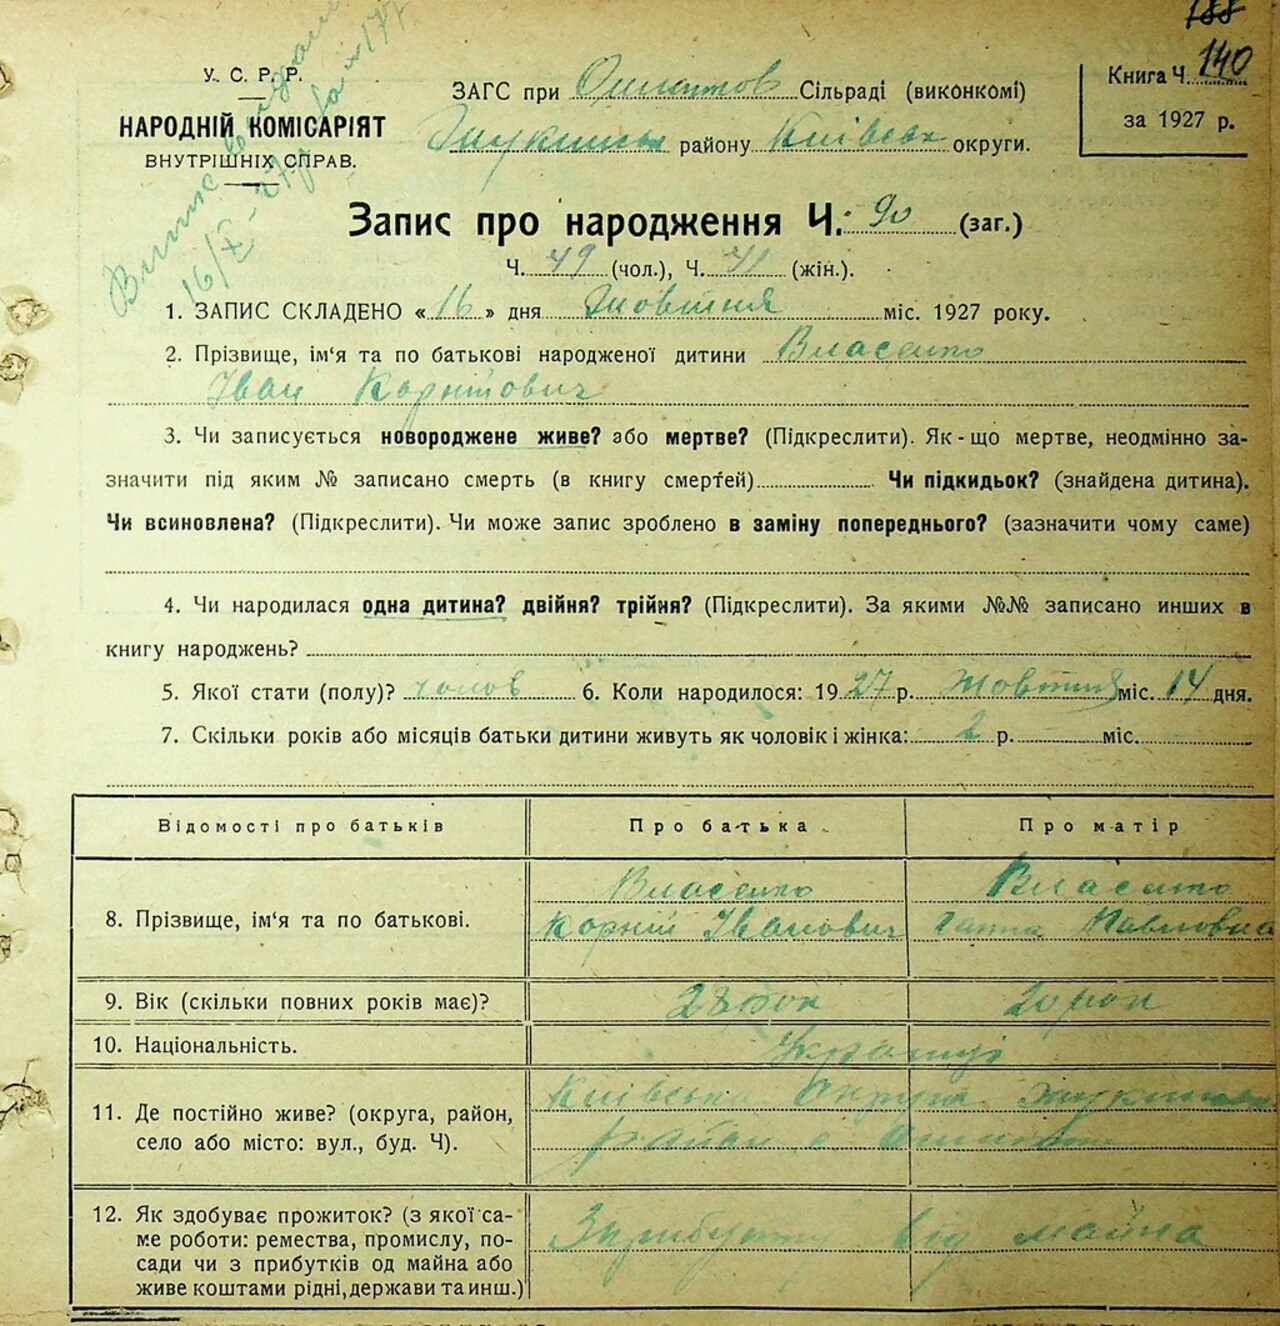 188
140
У. С. Р. Р.
НАРОДНІЙ КОМІСАРІЯТ
ВНУТРІШНІХ СПРАВ.
ЗАГС при Сільраді (виконкомі)
району Київськ округи.
Книга Ч. 140
за 1927 р.
Запис про народження Ч. 90 (заг.)
Ч. 49 (чол.), Ч. 41 (жін.).
1. ЗАПИС СКЛАДЕНО «16» дня Жовтня міс. 1927 року.
2. Прізвище, ім'я та по батькові народженої дитини Власенко
Іван Корнійович
3. Чи записується новороджене живе? або мертве? (Підкреслити). Як-що мертве, неодмінно за-
значити під яким № записано смерть (в книгу смертей) Чи підкидьок? (знайдена дитина).
Чи всиновлена? (Підкреслити). Чи може запис зроблено в заміну попереднього? (зазначити чому саме)
4. Чи народилася одна дитина? двійня? трійня? (Підкреслити). За якими №№ записано инших в
книгу народжень?
5. Якої стати (полу)? чолов 6. Коли народилося: 1927 р. Жовтня міс. 14 дня.
7. Скільки років або місяців батьки дитини живуть як чоловік і жінка: 2 р. міс.
Відомості про батьків Про батька Про матір
8. Прізвище, ім'я та по батькові. Власенко Корній Іванович Власенко Ганна Павловна
9. Вік (скільки повних років має)? 28 рок 20 рок
10. Національність. Українці
11. Де постійно живе? (округа, район, Київськ Округа
село або місто: вул., буд. Ч). район с
12. Як здобуває прожиток? (з якої са-
ме роботи: ремества, промислу, по- від майна
сади чи з прибутків од майна або
живе коштами рідні, держави та инш.)